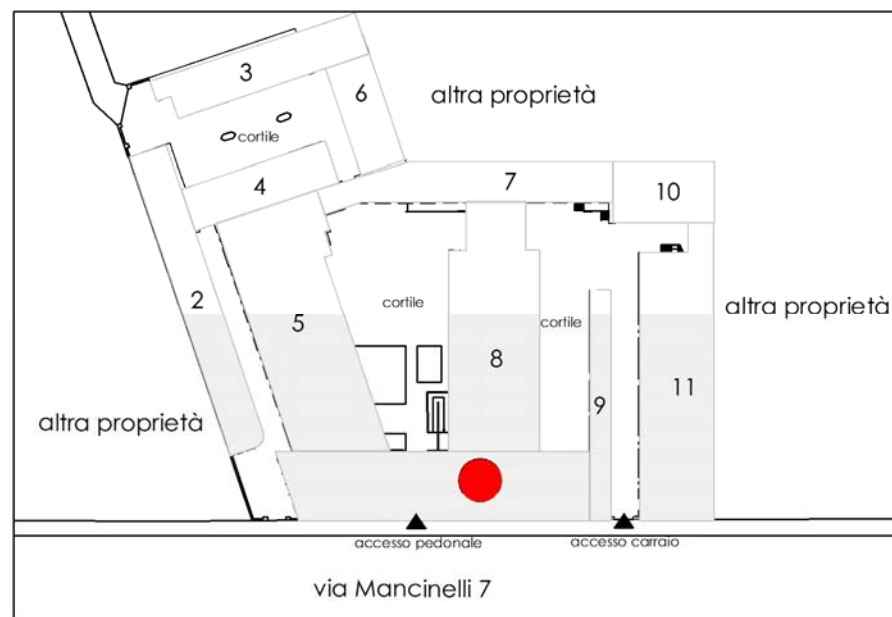 3
6
altra proprietà
cortile
4
7
10
2
cortile
cortile
altra proprietà
5
8
9
11
altra proprietà
accesso pedonale
accesso carraio
via Mancinelli 7